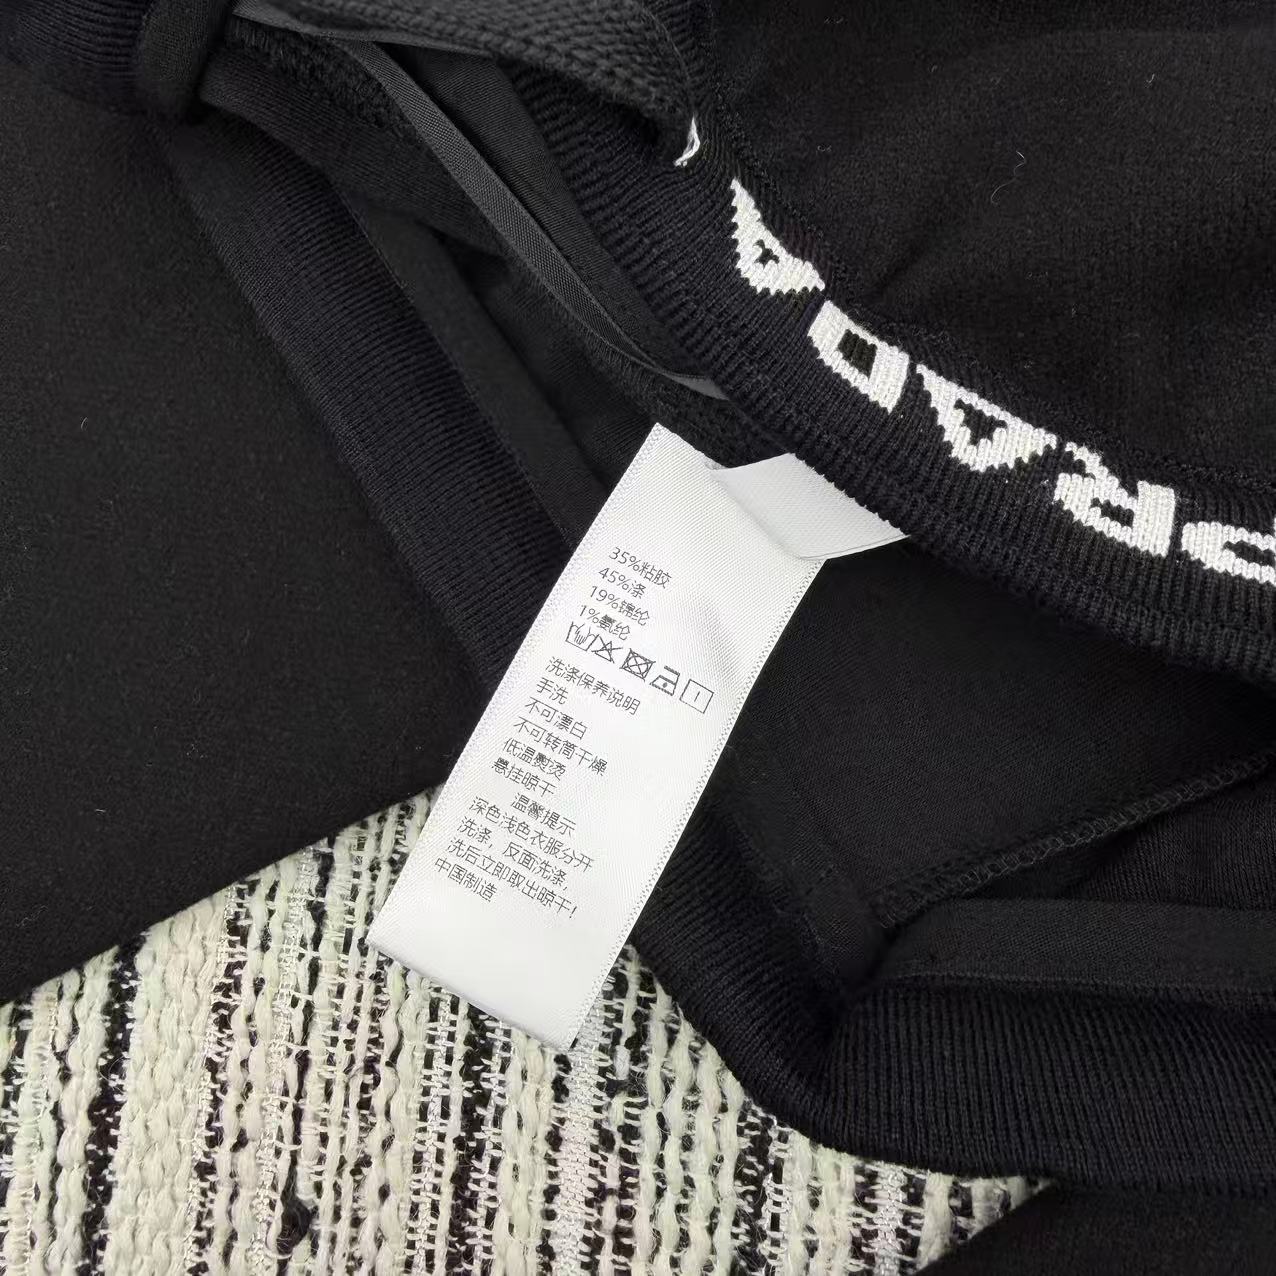 PRADA
35%粘胶
45%涤
19%锦纶
1%氨纶
洗涤保养说明
手洗
不可漂白
不可转筒干燥
低温熨烫
悬挂晾干
温馨提示
深色浅色衣服分开
洗涤，反面洗涤，
洗后立即取出晾干!
中国制造